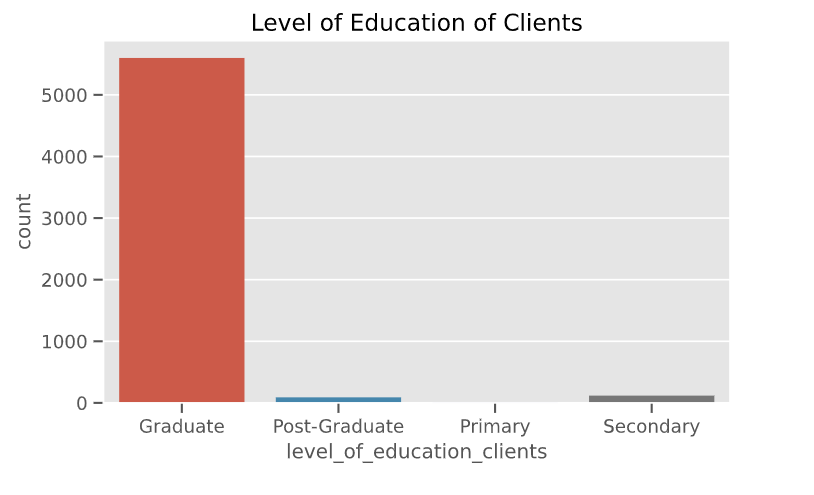 Level of Education of Clients
count
5000
4000
3000
2000
1000
0
Graduate Post-Graduate Primary Secondary
level_of_education_clients